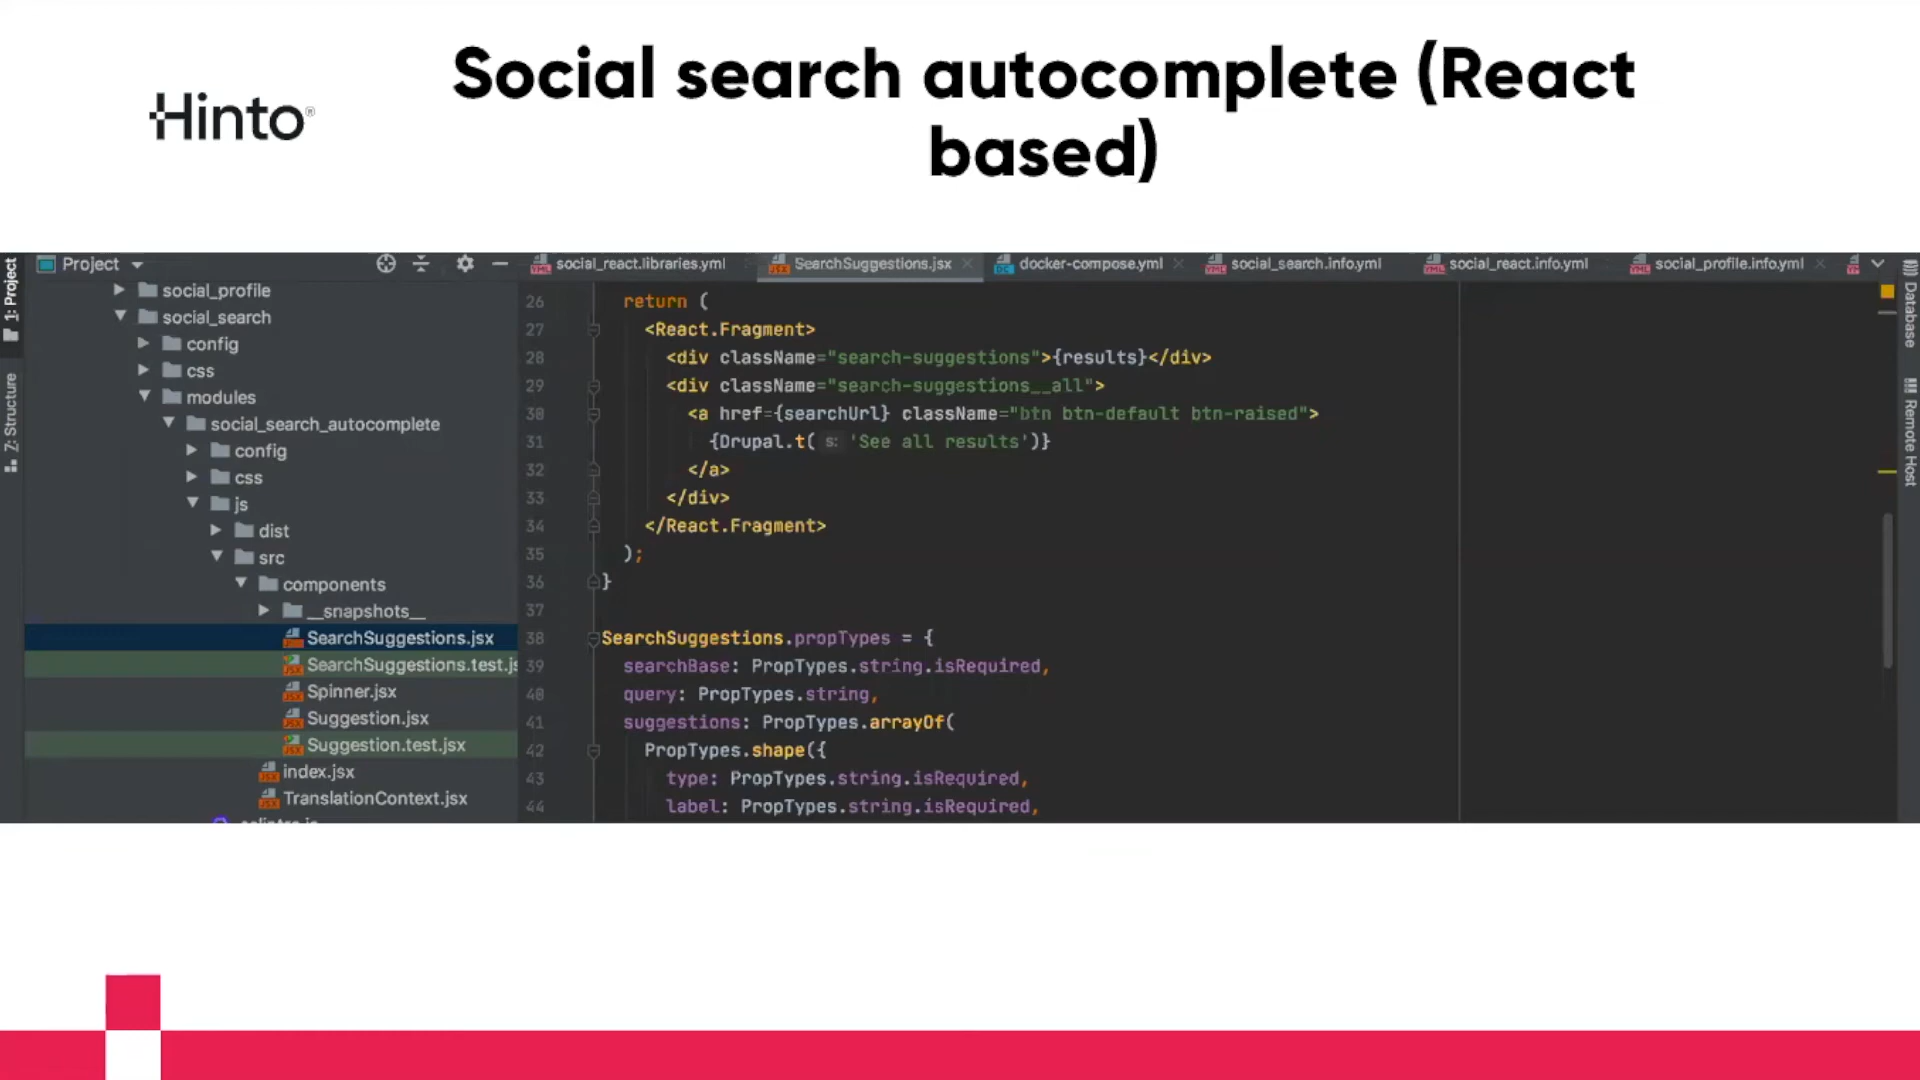 Hinto®
Social search autocomplete (React
based)
Project
social_react.libraries.yml
SearchSuggestions.jsx
docker-compose.yml
social_search.info.yml
social_react.info.yml
social_profile.info.yml
1: Project
Z: Structure
social_profile
social_search
config
css
modules
social_search_autocomplete
config
css
js
dist
src
components
__snapshots__
SearchSuggestions.jsx
SearchSuggestions.test.js
Spinner.jsx
Suggestion.jsx
Suggestion.test.jsx
index.jsx
TranslationContext.jsx
26 return (
27 <React.Fragment>
28 <div className="search-suggestions">{results}</div>
29 <div className="search-suggestions__all">
30 <a href={searchUrl} className="btn btn-default btn-raised">
31 {Drupal.t( s: 'See all results')}
32 </a>
33 </div>
34 </React.Fragment>
35 );
36 }
37
38 SearchSuggestions.propTypes = {
39 searchBase: PropTypes.string.isRequired,
40 query: PropTypes.string,
41 suggestions: PropTypes.arrayOf(
42 PropTypes.shape({
43 type: PropTypes.string.isRequired,
44 label: PropTypes.string.isRequired,
Database
Remote Host